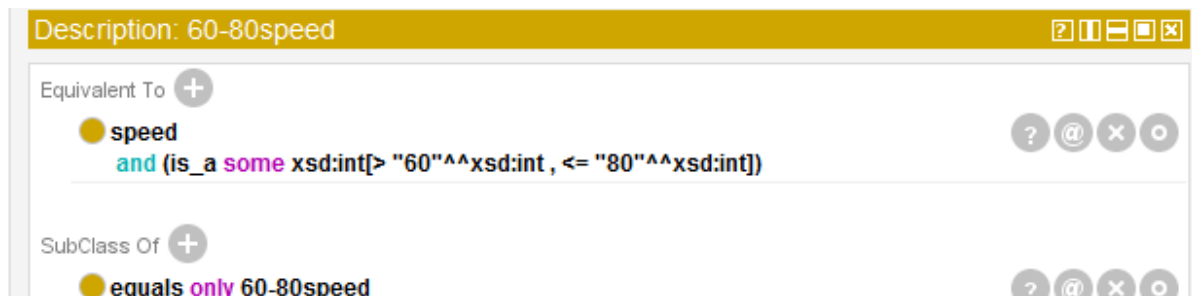 Description: 60-80speed
Equivalent To
speed
and (is_a some xsd:int[> "60"^^xsd:int , <= "80"^^xsd:int])
SubClass Of
equals only 60-80speed